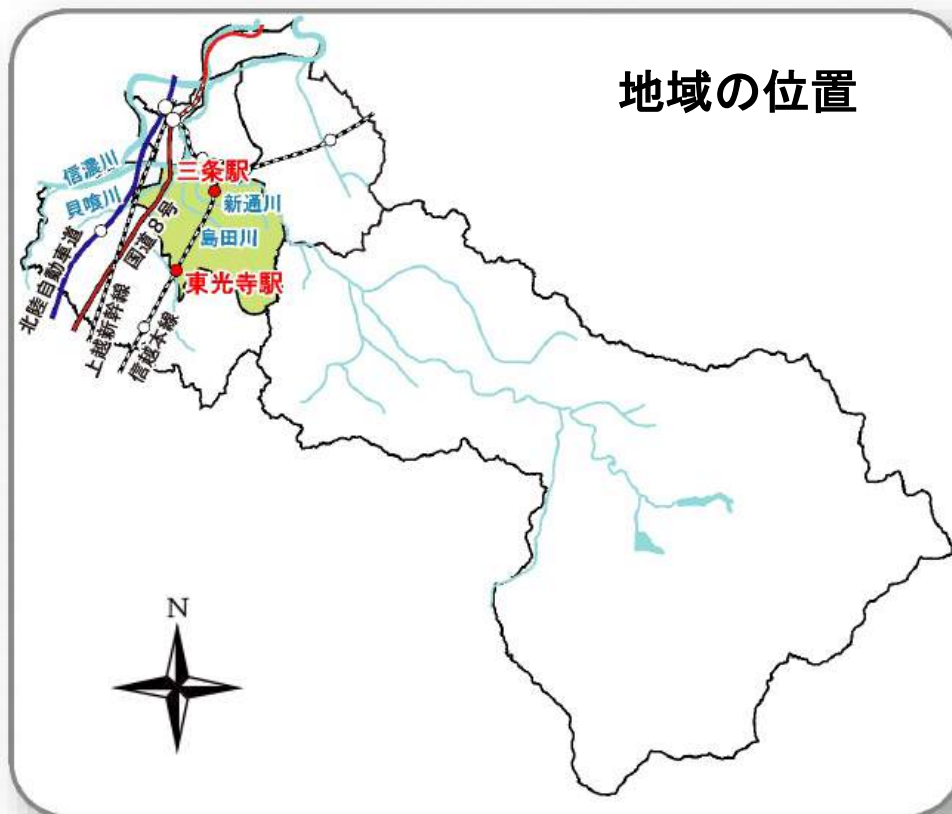 地域の位置
信濃川
三条駅
貝喰川
新通川
島田川
国道8号
東光寺駅
北陸自動車道
上越新幹線
信越本線
N